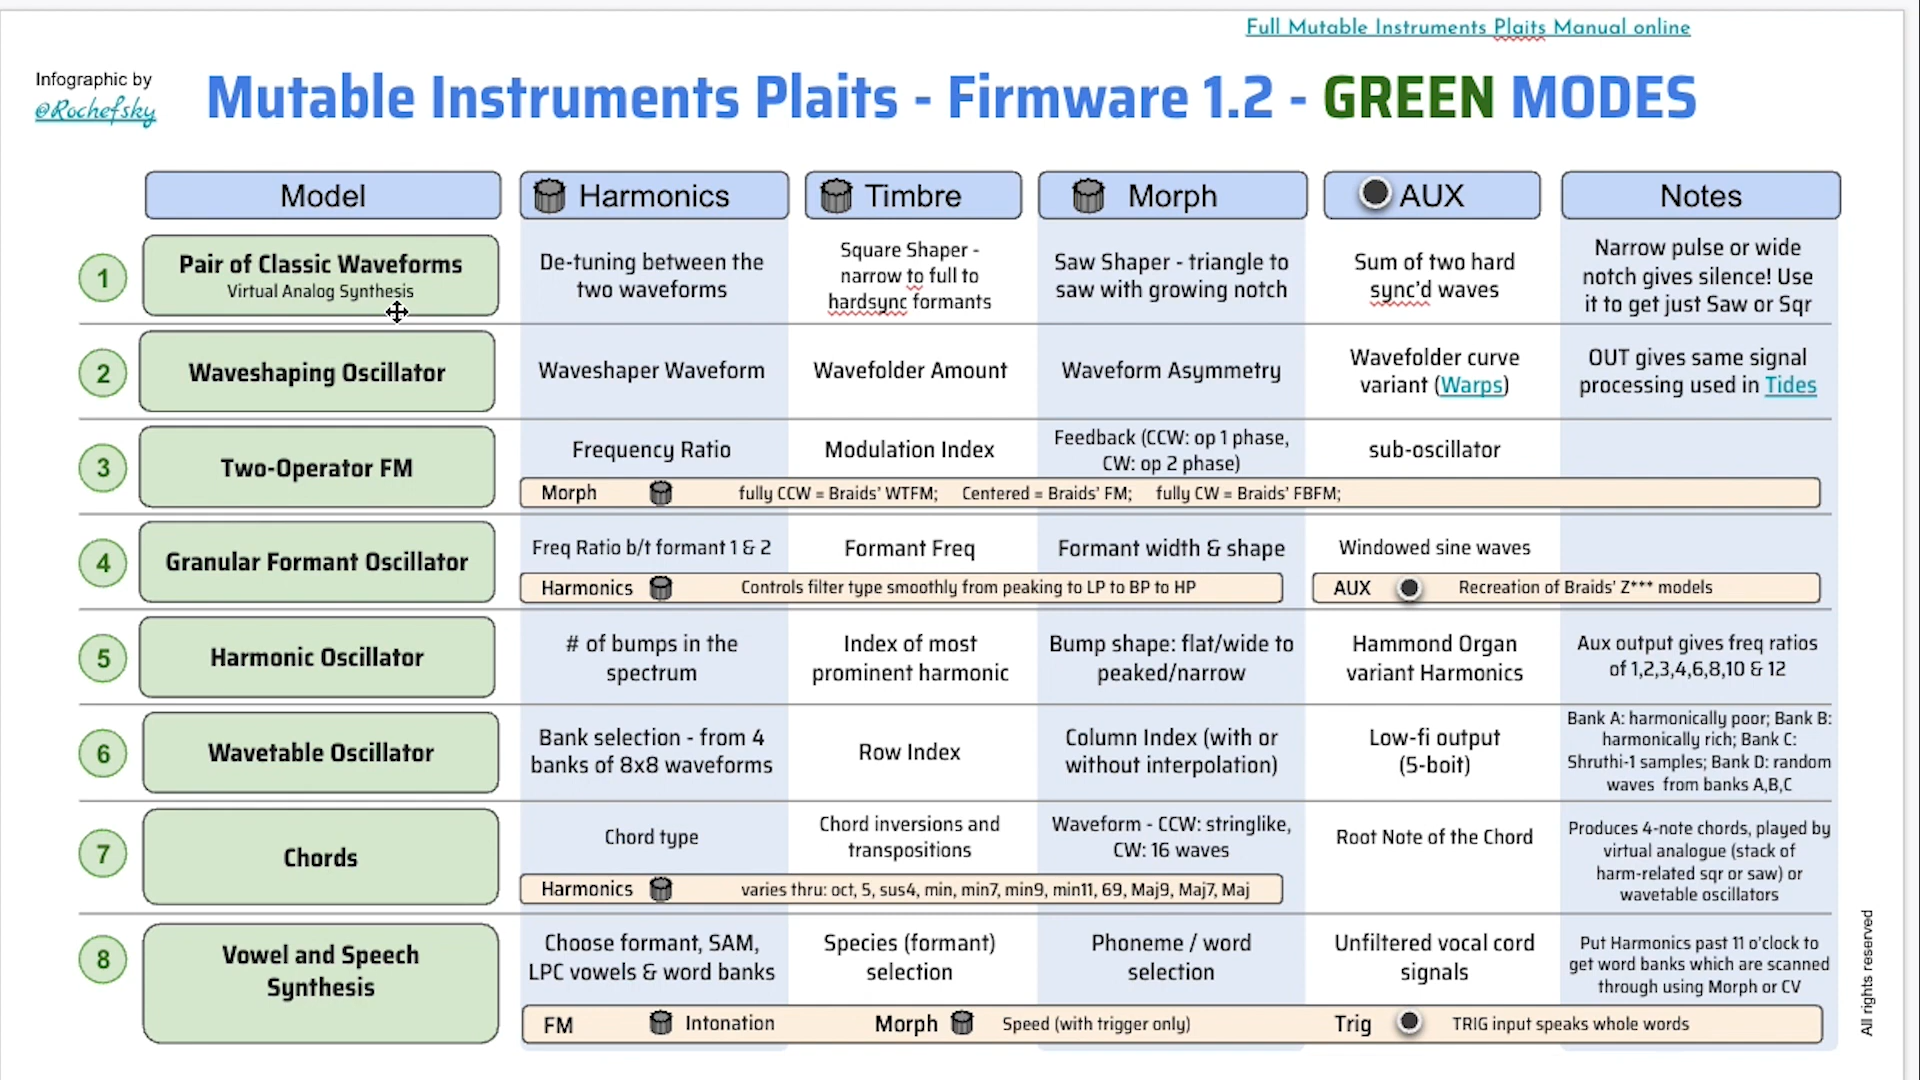 Full Mutable Instruments Plaits Manual online
Infographic by
@Rochefsky
Mutable Instruments Plaits - Firmware 1.2 - GREEN MODES
Model
Harmonics
Timbre
Morph
AUX
Notes
1
Pair of Classic Waveforms
Virtual Analog Synthesis
De-tuning between the
two waveforms
Square Shaper -
narrow to full to
hardsync formants
Saw Shaper - triangle to
saw with growing notch
Sum of two hard
sync'd waves
Narrow pulse or wide
notch gives silence! Use
it to get just Saw or Sqr
2
Waveshaping Oscillator
Waveshaper Waveform
Wavefolder Amount
Waveform Asymmetry
Wavefolder curve
variant (Warps)
OUT gives same signal
processing used in Tides
3
Two-Operator FM
Frequency Ratio
Modulation Index
Feedback (CCW: op 1 phase,
CW: op 2 phase)
sub-oscillator
Morph fully CCW = Braids' WTFM; Centered = Braids' FM; fully CW = Braids' FBFM;
4
Granular Formant Oscillator
Freq Ratio b/t formant 1 & 2
Formant Freq
Formant width & shape
Windowed sine waves
Harmonics Controls filter type smoothly from peaking to LP to BP to HP
AUX Recreation of Braids' Z*** models
5
Harmonic Oscillator
# of bumps in the
spectrum
Index of most
prominent harmonic
Bump shape: flat/wide to
peaked/narrow
Hammond Organ
variant Harmonics
Aux output gives freq ratios
of 1,2,3,4,6,8,10 & 12
6
Wavetable Oscillator
Bank selection - from 4
banks of 8x8 waveforms
Row Index
Column Index (with or
without interpolation)
Low-fi output
(5-boit)
Bank A: harmonically poor; Bank B:
harmonically rich; Bank C:
Shruthi-1 samples; Bank D: random
waves from banks A,B,C
7
Chords
Chord type
Chord inversions and
transpositions
Waveform - CCW: stringlike,
CW: 16 waves
Root Note of the Chord
Produces 4-note chords, played by
virtual analogue (stack of
harm-related sqr or saw) or
wavetable oscillators
Harmonics varies thru: oct, 5, sus4, min, min7, min9, min11, 69, Maj9, Maj7, Maj
8
Vowel and Speech
Synthesis
Choose formant, SAM,
LPC vowels & word banks
Species (formant)
selection
Phoneme / word
selection
Unfiltered vocal cord
signals
Put Harmonics past 11 o'clock to
get word banks which are scanned
through using Morph or CV
FM Intonation Morph Speed (with trigger only) Trig TRIG input speaks whole words
All rights reserved